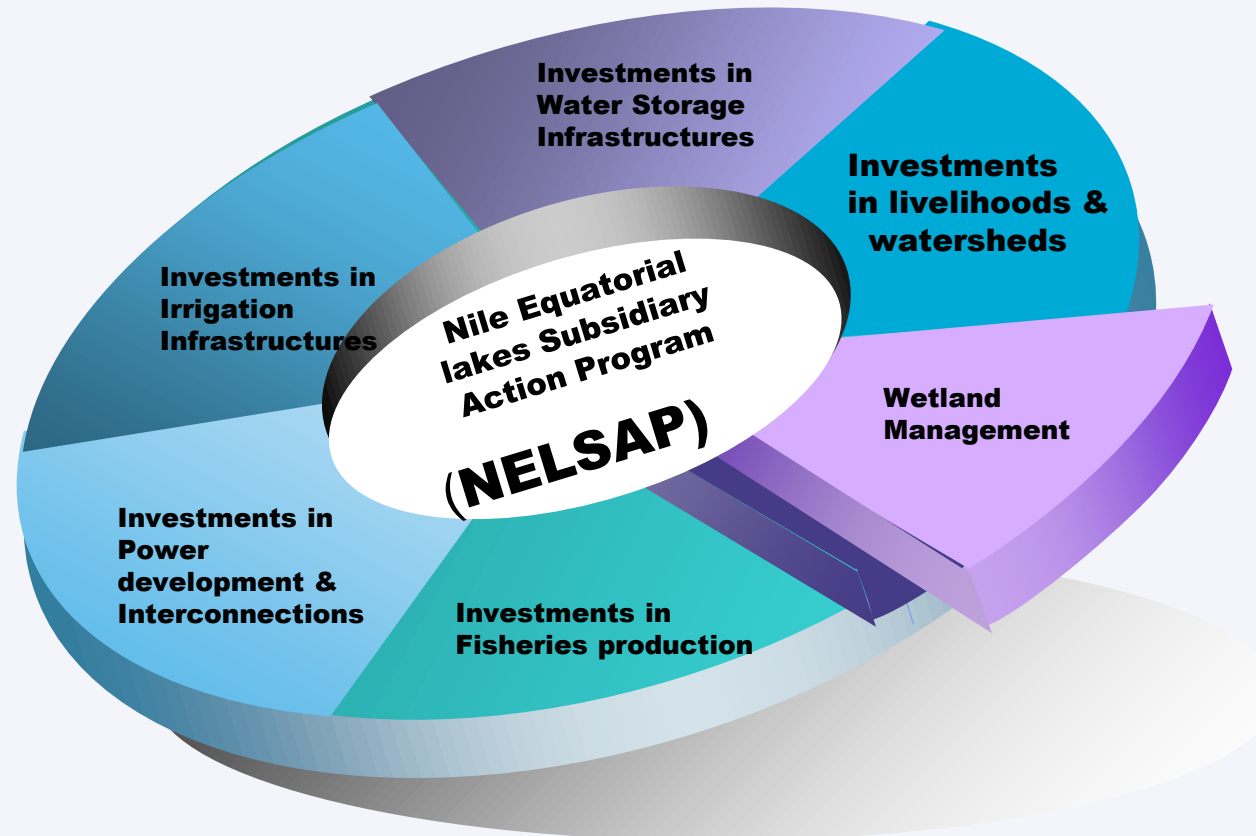 Investments in
Water Storage
Infrastructures
Investments
in livelihoods &
watersheds
Investments in
Irrigation
Infrastructures
Nile Equatorial
lakes Subsidiary
Action Program
(NELSAP)
Wetland
Management
Investments in
Power
development &
Interconnections
Investments in
Fisheries production